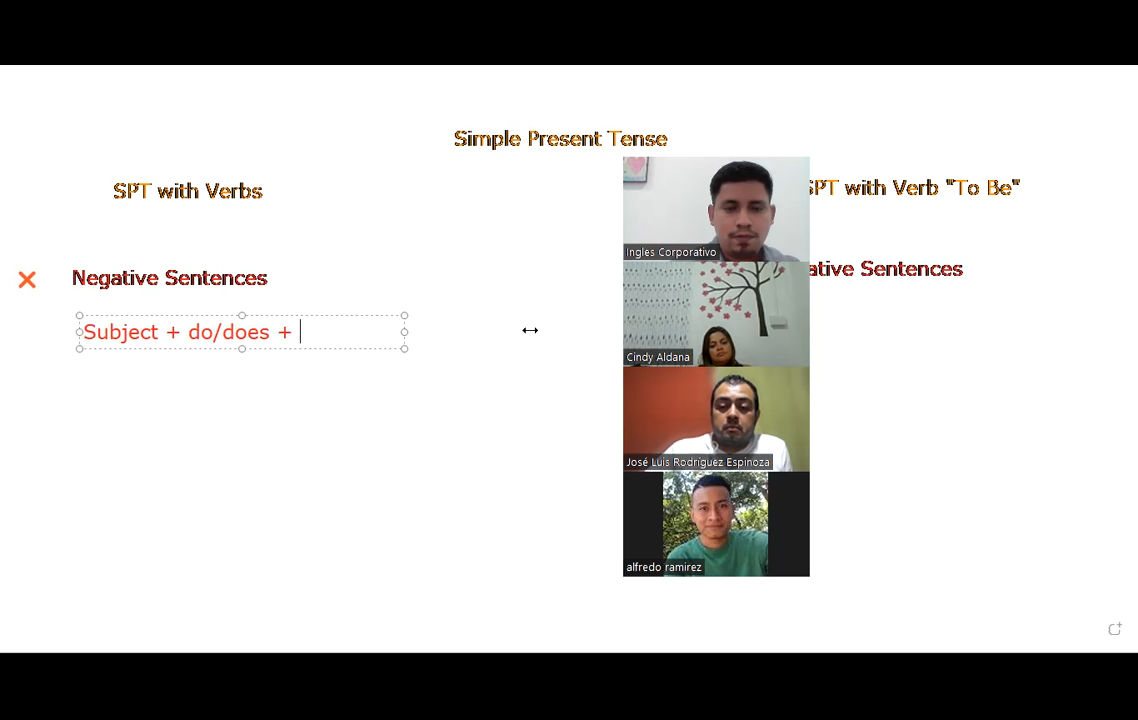 Simple Present Tense
SPT with Verbs
SPT with Verb "To Be"
Negative Sentences
ative Sentences
Subject + do/does +
Ingles Corporativo
Cindy Aldana
José Luis Rodríguez Espinoza
alfredo ramirez